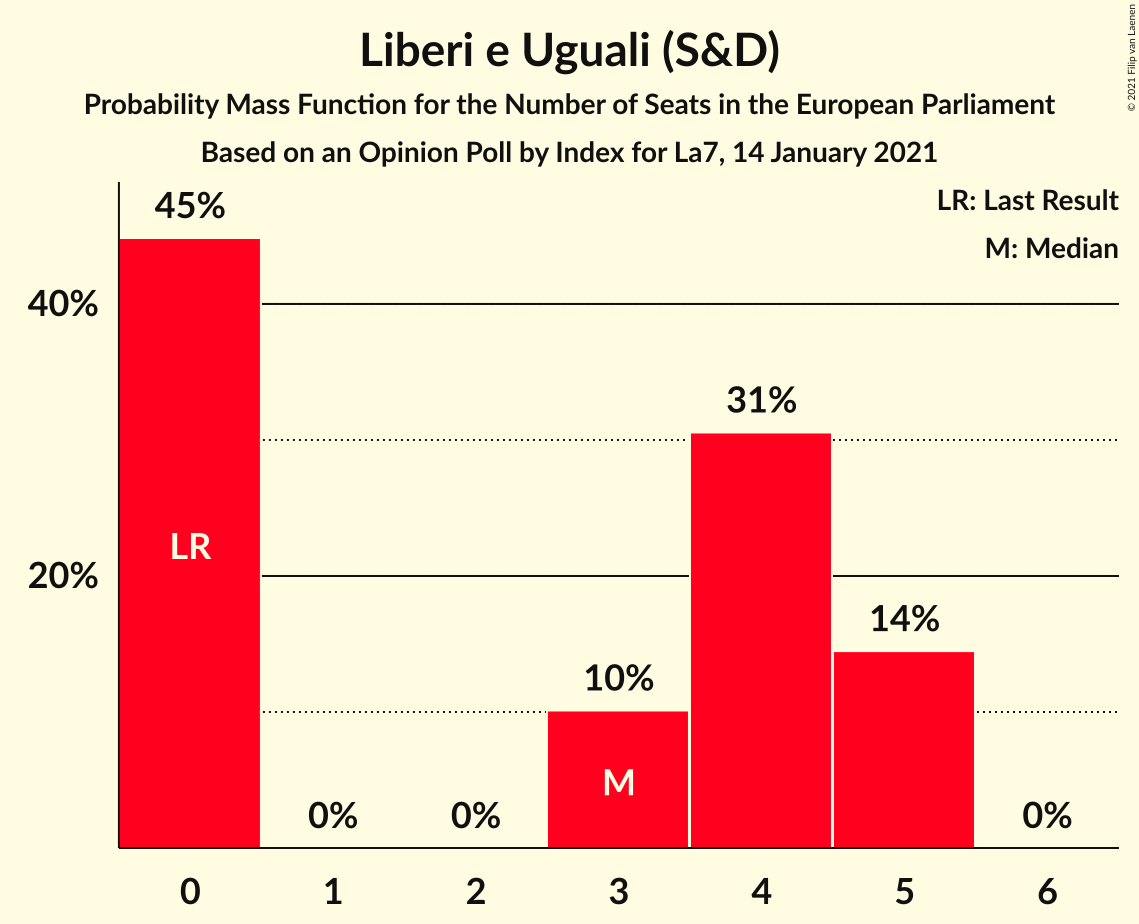 Liberi e Uguali (S&D)
Probability Mass Function for the Number of Seats in the European Parliament
Based on an Opinion Poll by Index for La7, 14 January 2021
© 2021 Filip van Laenen
LR: Last Result
M: Median
45%
40%
31%
LR
20%
14%
10%
M
0%
0%
0%
0 1 2 3 4 5 6